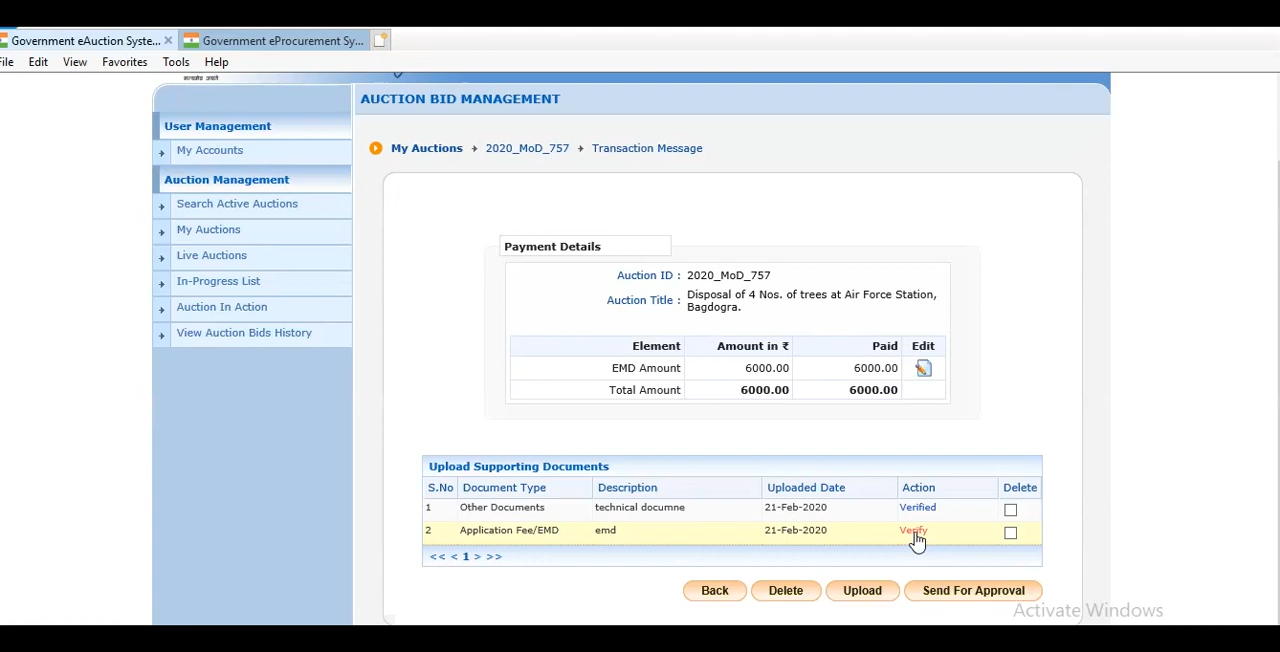 Government eAuction Syste... Government eProcurement Sy...
File Edit View Favorites Tools Help
सत्यमेव जयते
AUCTION BID MANAGEMENT
User Management
My Accounts
Auction Management
Search Active Auctions
My Auctions
Live Auctions
In-Progress List
Auction In Action
View Auction Bids History
My Auctions 2020_MoD_757 Transaction Message
Payment Details
Auction ID : 2020_MoD_757
Auction Title : Disposal of 4 Nos. of trees at Air Force Station,
Bagdogra.
Element Amount in ₹ Paid Edit
EMD Amount 6000.00 6000.00
Total Amount 6000.00 6000.00
Upload Supporting Documents
S.No Document Type Description Uploaded Date Action Delete
1 Other Documents technical documne 21-Feb-2020 Verified
2 Application Fee/EMD emd 21-Feb-2020 Verify
<< < 1 > >>
Back Delete Upload Send For Approval
Activate Windows